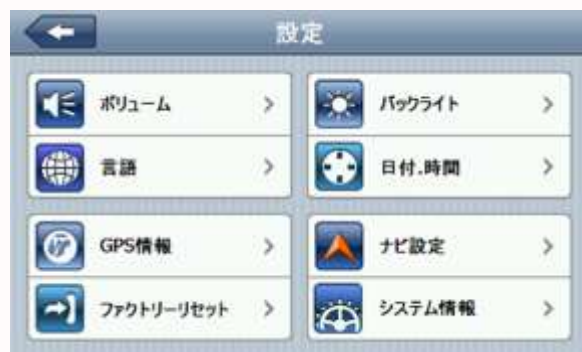 設定
ボリューム
バックライト
言語
日付.時間
GPS情報
ナビ設定
ファクトリーリセット
システム情報